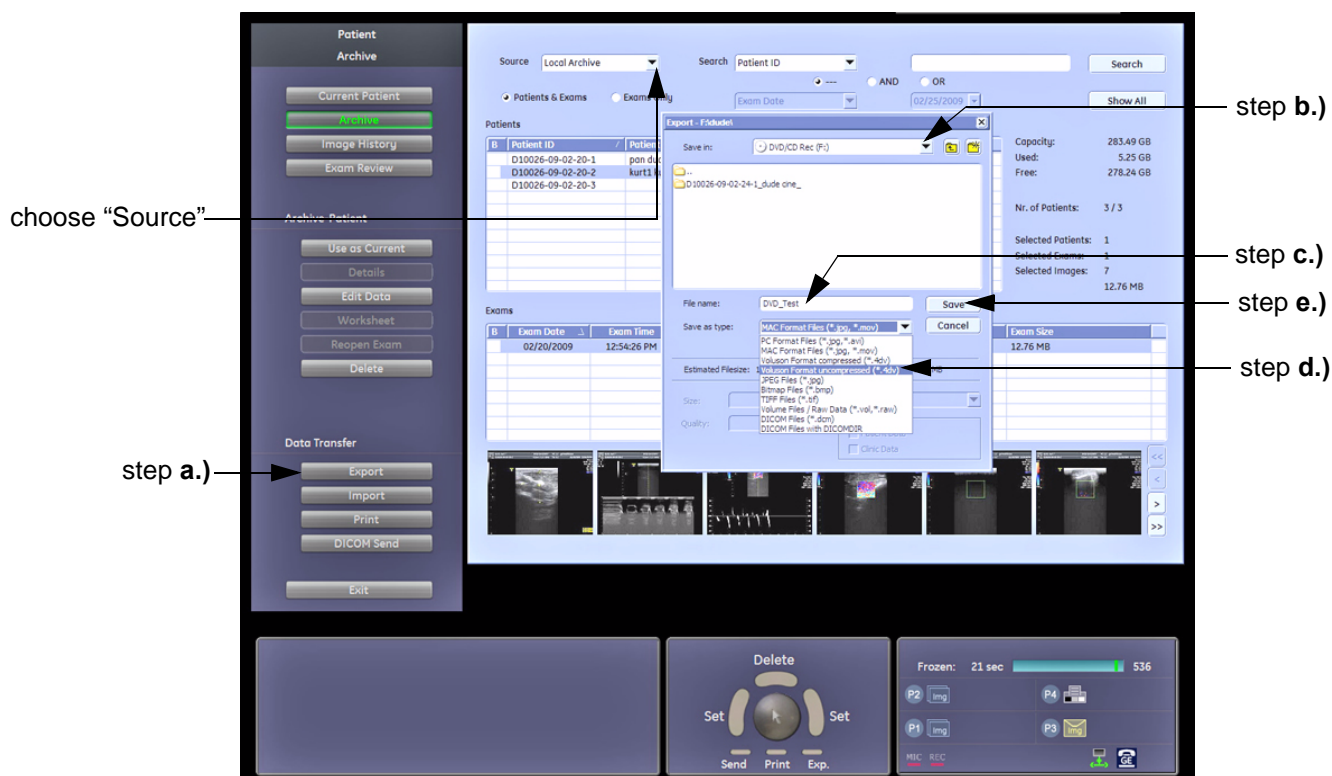 Patient
Archive
Current Patient
Archive
Image History
Exam Review
Archive Patient
Use as Current
Details
Edit Data
Worksheet
Reopen Exam
Delete
Data Transfer
Export
Import
Print
DICOM Send
Exit
choose “Source”
step a.)
step b.)
step c.)
step e.)
step d.)
Source Local Archive Search Patient ID Search
--- AND OR
Patients & Exams Exams only Exam Date 02/25/2009 Show All
Patients
B Patient ID / Patient
D10026-09-02-20-1 pan
D10026-09-02-20-2 kurt1
D10026-09-02-20-3
Capacity: 283.49 GB
Used: 5.25 GB
Free: 278.24 GB
Nr. of Patients: 3 / 3
Selected Patients: 1
Selected Exams: 1
Selected Images: 7
12.76 MB
Export - F:\dude\
Save in: DVD/CD Rec (F:)
..
D10026-09-02-24-1_dude cine_
File name: DVD_Test Save
Save as type: MAC Format Files (*.jpg, *.mov) Cancel
PC Format Files (*.jpg,*.avi)
MAC Format Files (*.jpg, *.mov)
Voluson Format compressed (*.4dv)
Voluson Format uncompressed (*.4dv)
JPEG Files (*.jpg)
Bitmap Files (*.bmp)
TIFF Files (*.tif)
Volume Files / Raw Data (*.vol,*.raw)
DICOM Files (*.dcm)
DICOM Files with DICOMDIR
Estimated Filesize: MB
Size:
Quality:
Clinic Data
Exams
B Exam Date Exam Time Exam Size
02/20/2009 12:54:26 PM 12.76 MB
<<
<
>
>>
Delete
Set Set
Send Print Exp.
Frozen: 21 sec 536
P2 Img P4
P1 Img P3 Img
MIC REC GE